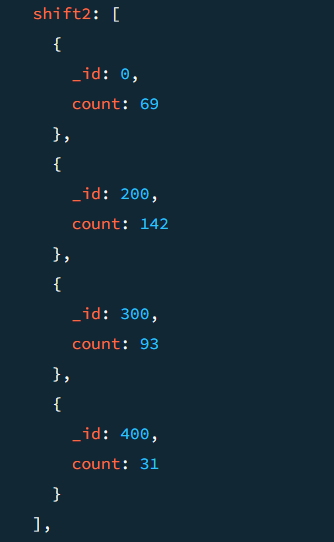 shift2: [
{
_id: 0,
count: 69
},
{
_id: 200,
count: 142
},
{
_id: 300,
count: 93
},
{
_id: 400,
count: 31
}
],